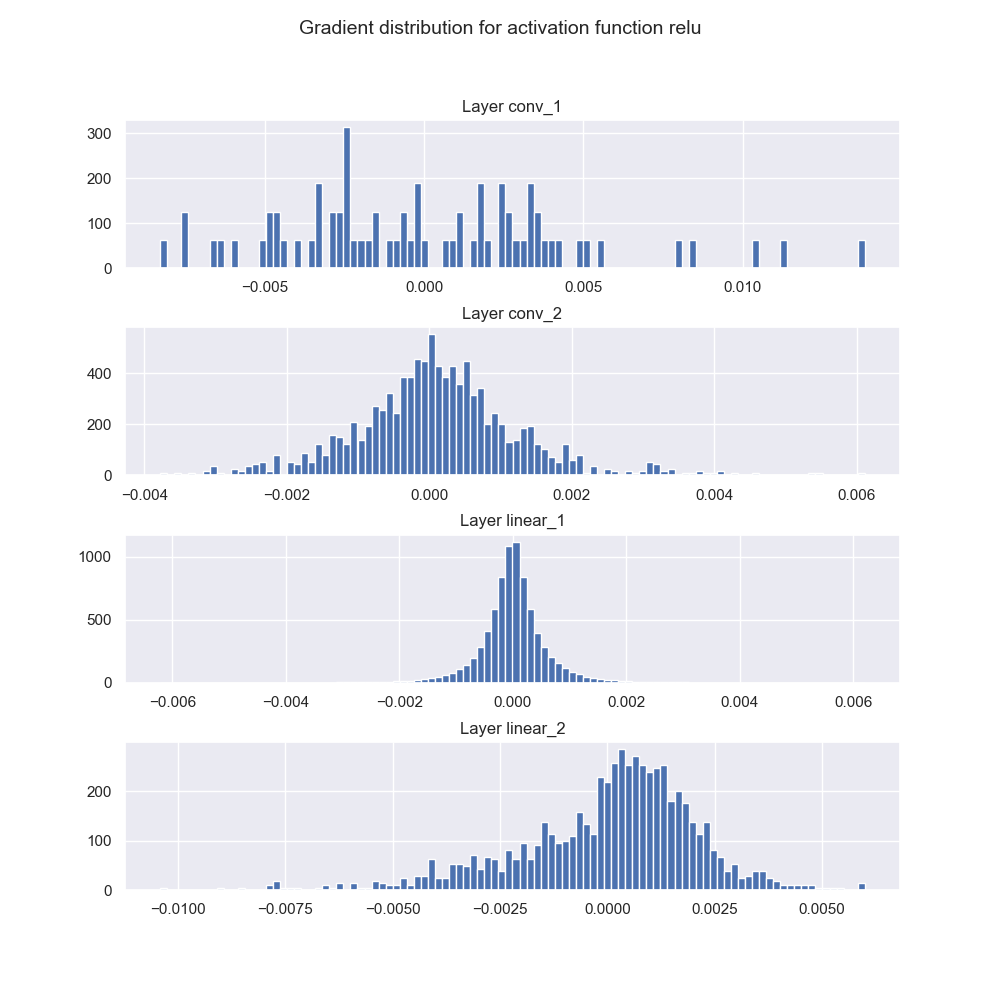 Gradient distribution for activation function relu
Layer conv_1
300
200
100
0
−0.005 0.000 0.005 0.010
Layer conv_2
400
200
0
−0.004 −0.002 0.000 0.002 0.004 0.006
Layer linear_1
1000
500
0
−0.006 −0.004 −0.002 0.000 0.002 0.004 0.006
Layer linear_2
200
100
0
−0.0100 −0.0075 −0.0050 −0.0025 0.0000 0.0025 0.0050